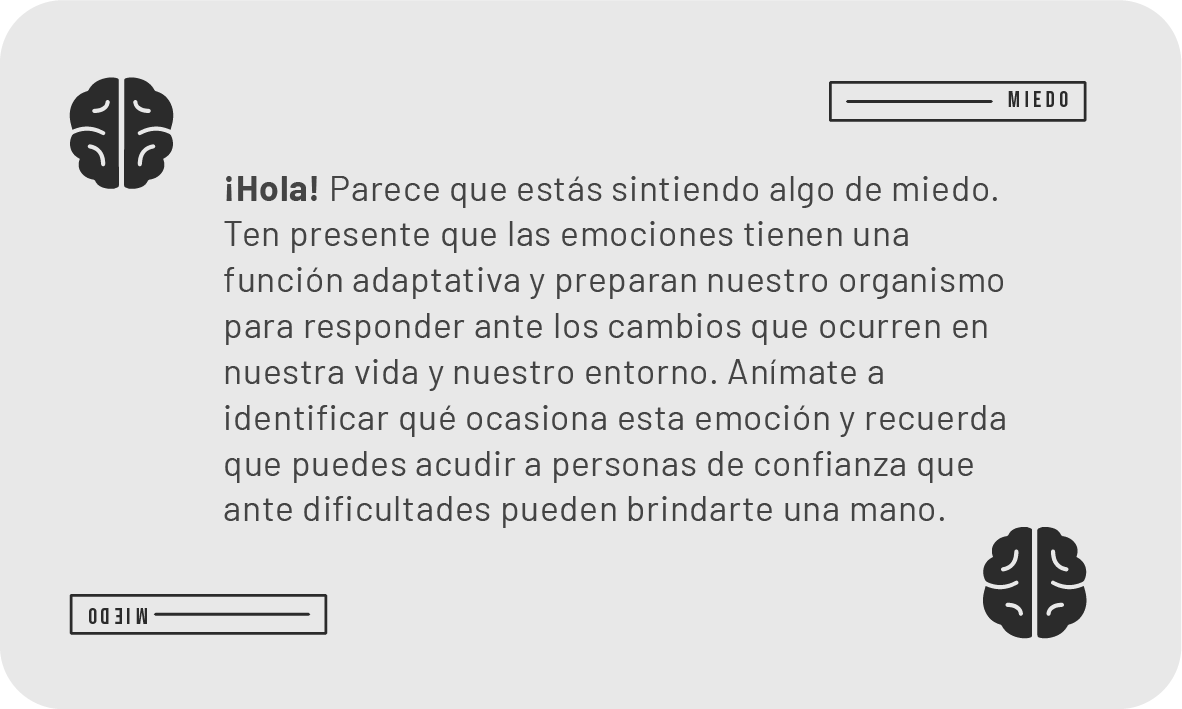 MIEDO
¡Hola! Parece que estás sintiendo algo de miedo.
Ten presente que las emociones tienen una
función adaptativa y preparan nuestro organismo
para responder ante los cambios que ocurren en
nuestra vida y nuestro entorno. Anímate a
identificar qué ocasiona esta emoción y recuerda
que puedes acudir a personas de confianza que
ante dificultades pueden brindarte una mano.
MIEDO